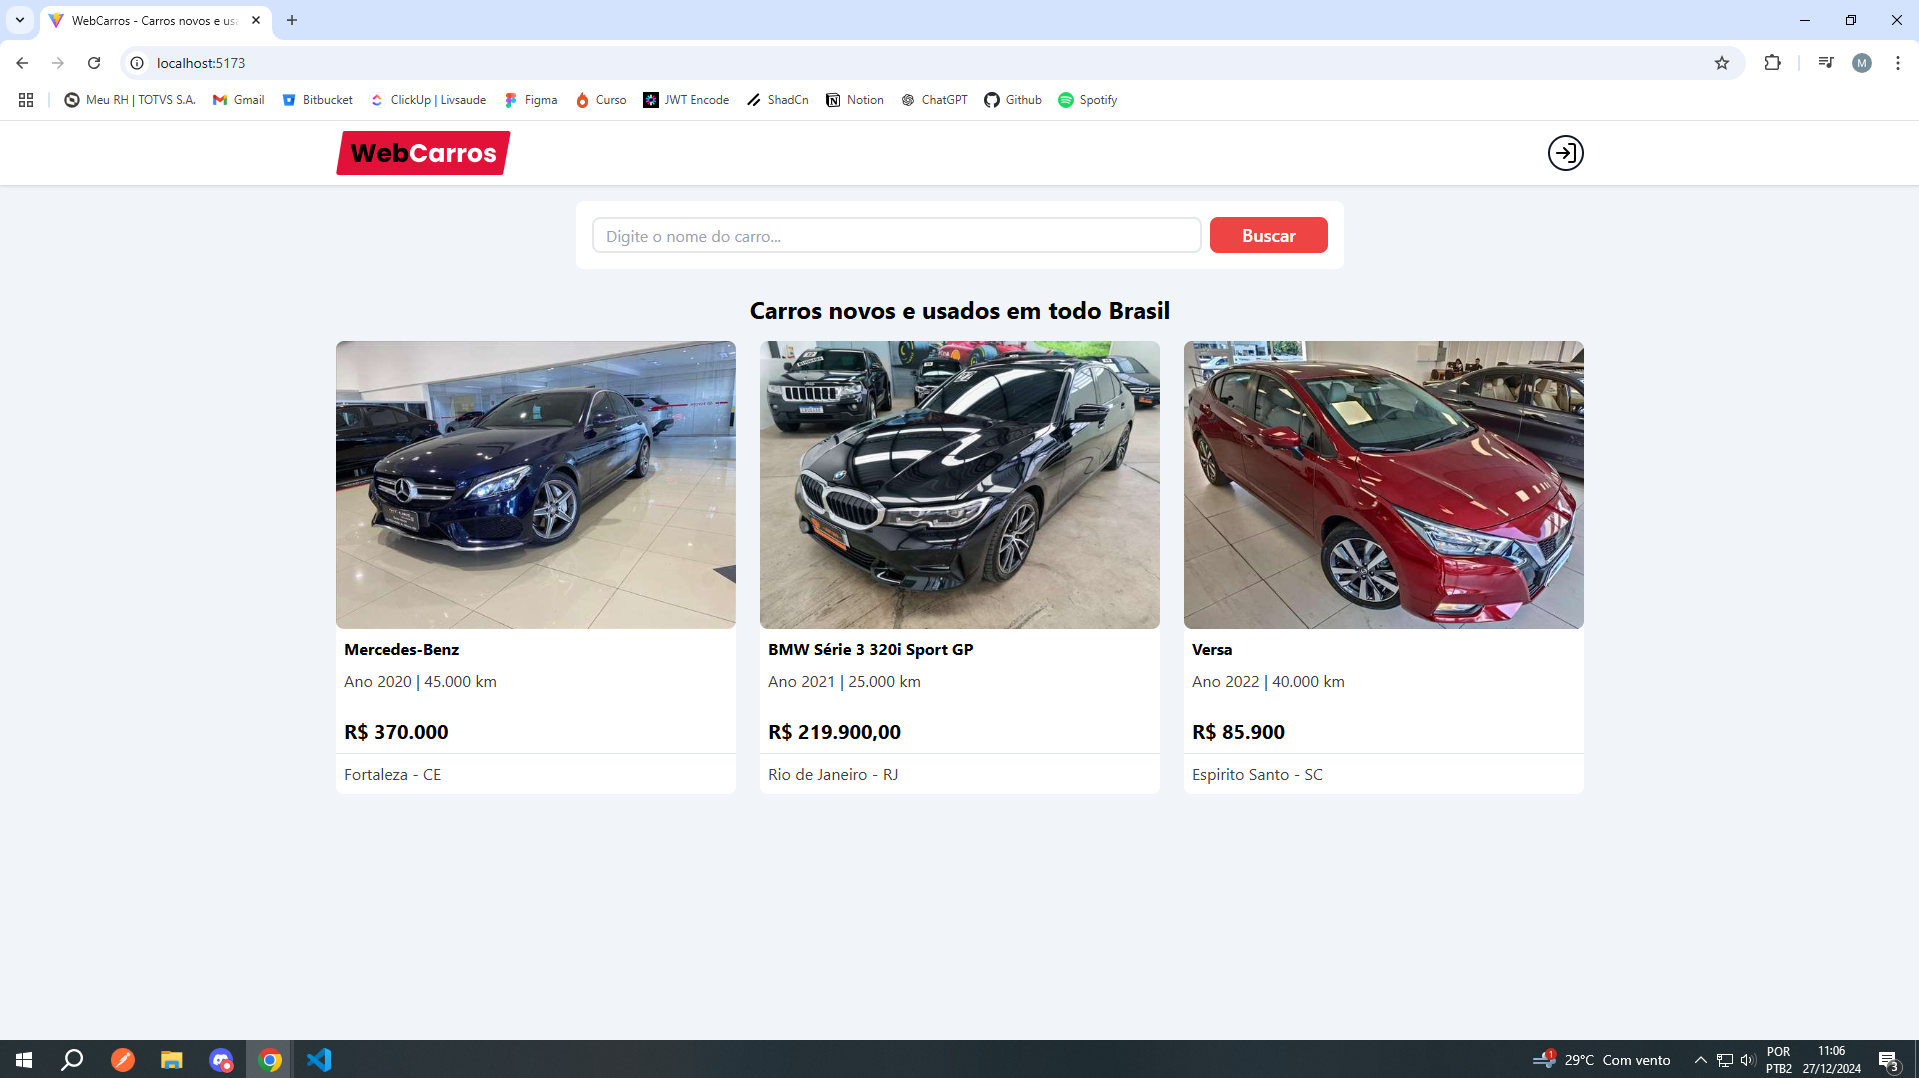 WebCarros - Carros novos e usa
localhost:5173
M
Meu RH | TOTVS S.A.
Gmail
Bitbucket
ClickUp | Livsaude
Figma
Curso
JWT Encode
ShadCn
Notion
ChatGPT
Github
Spotify
WebCarros
Digite o nome do carro...
Buscar
Carros novos e usados em todo Brasil
Mercedes-Benz
Ano 2020 | 45.000 km
R$ 370.000
Fortaleza - CE
BMW Série 3 320i Sport GP
Ano 2021 | 25.000 km
R$ 219.900,00
Rio de Janeiro - RJ
Versa
Ano 2022 | 40.000 km
R$ 85.900
Espirito Santo - SC
1
29°C Com vento
POR
PTB2
11:06
27/12/2024
3